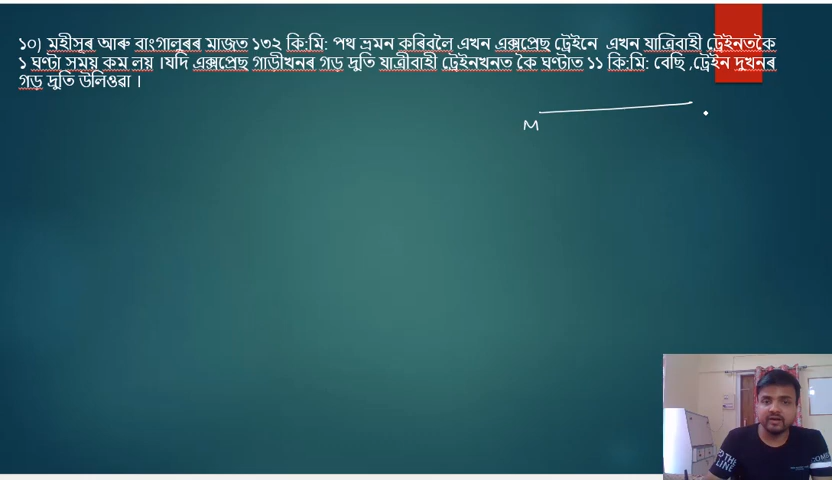 ১০) মহীসূৰ আৰু বাংগালুৰৰ মাজত ১৩২ কি:মি: পথ ভ্ৰমন কৰিবলৈ এখন এক্সপ্ৰেছ ট্ৰেইনে এখন যাত্ৰিবাহী ট্ৰেইনতকৈ
১ ঘণ্টা সময় কম লয় ।যদি এক্সপ্ৰেছ গাড়ীখনৰ গড় দ্ৰুতি যাত্ৰীবাহী ট্ৰেইনখনত কৈ ঘণ্টাত ১১ কি:মি: বেছি ,ট্ৰেইন দুখনৰ
গড় দ্ৰুতি উলিওৱা ।
M